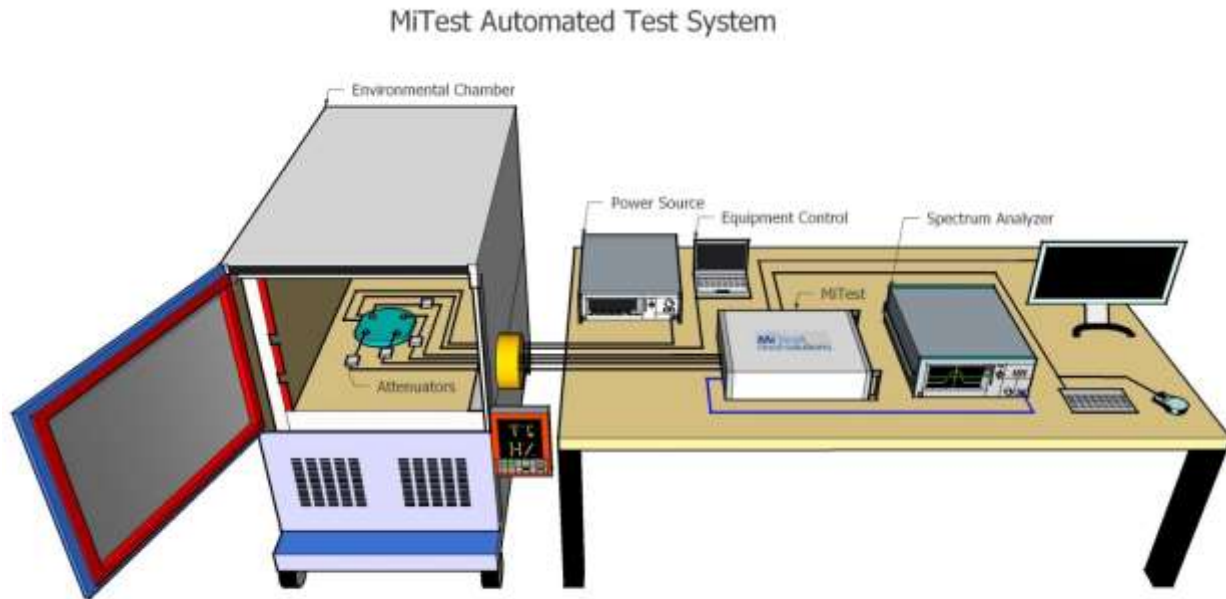 MiTest Automated Test System
Environmental Chamber
Power Source
Equipment Control
Spectrum Analyzer
MiTest
Attenuators